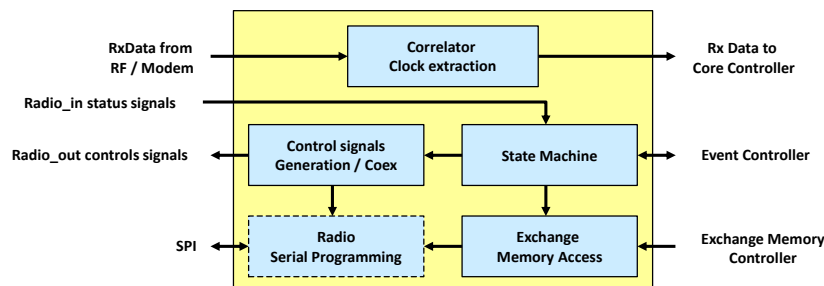 RxData from
RF / Modem
Correlator
Clock extraction
Rx Data to
Core Controller
Radio_in status signals
Radio_out controls signals
Control signals
Generation / Coex
State Machine
Event Controller
SPI
Radio
Serial Programming
Exchange
Memory Access
Exchange Memory
Controller